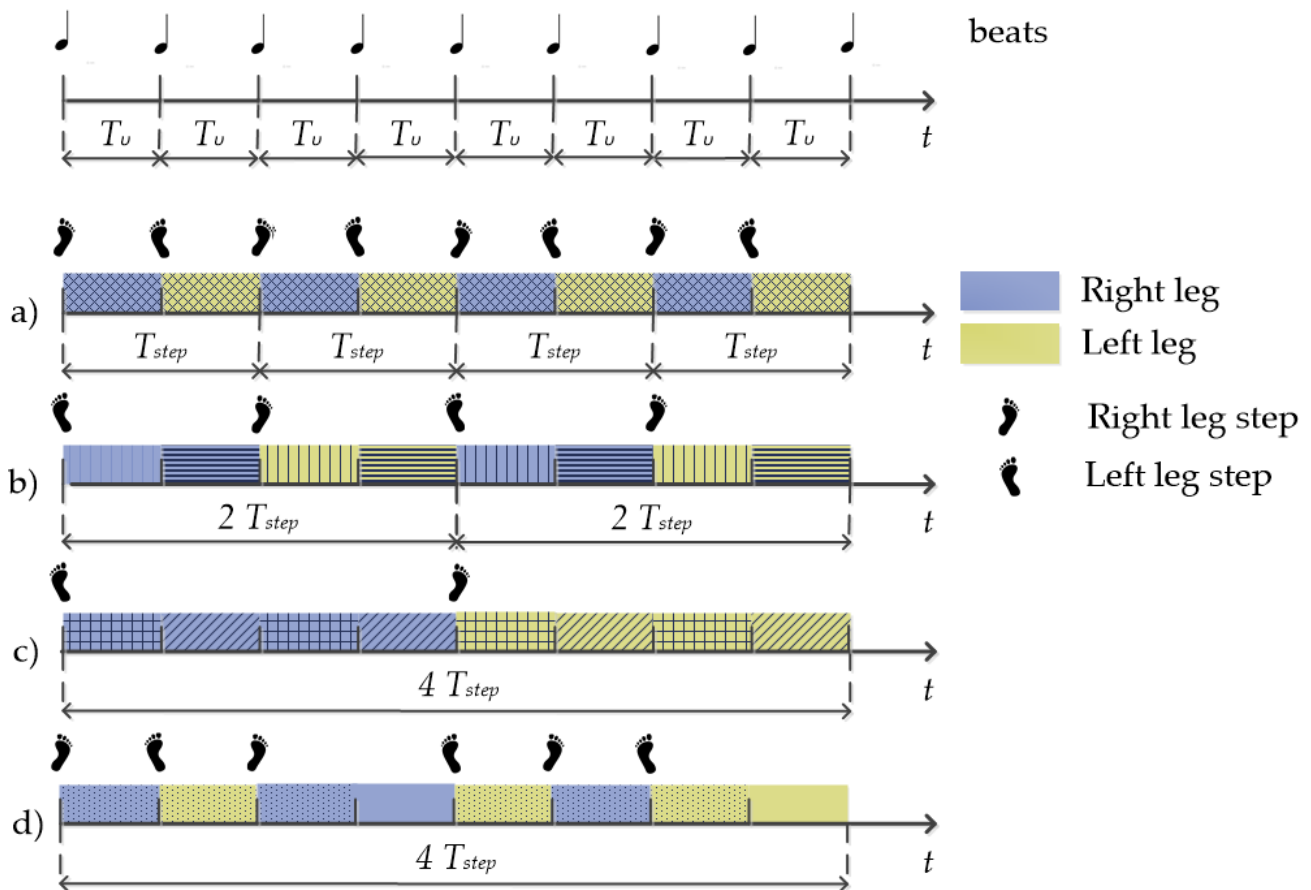 beats
Tυ Tυ Tυ Tυ Tυ Tυ Tυ Tυ
t
a)
Tstep Tstep Tstep Tstep
t
Right leg
Left leg
Right leg step
Left leg step
b)
2 Tstep 2 Tstep
t
c)
4 Tstep
t
d)
4 Tstep
t